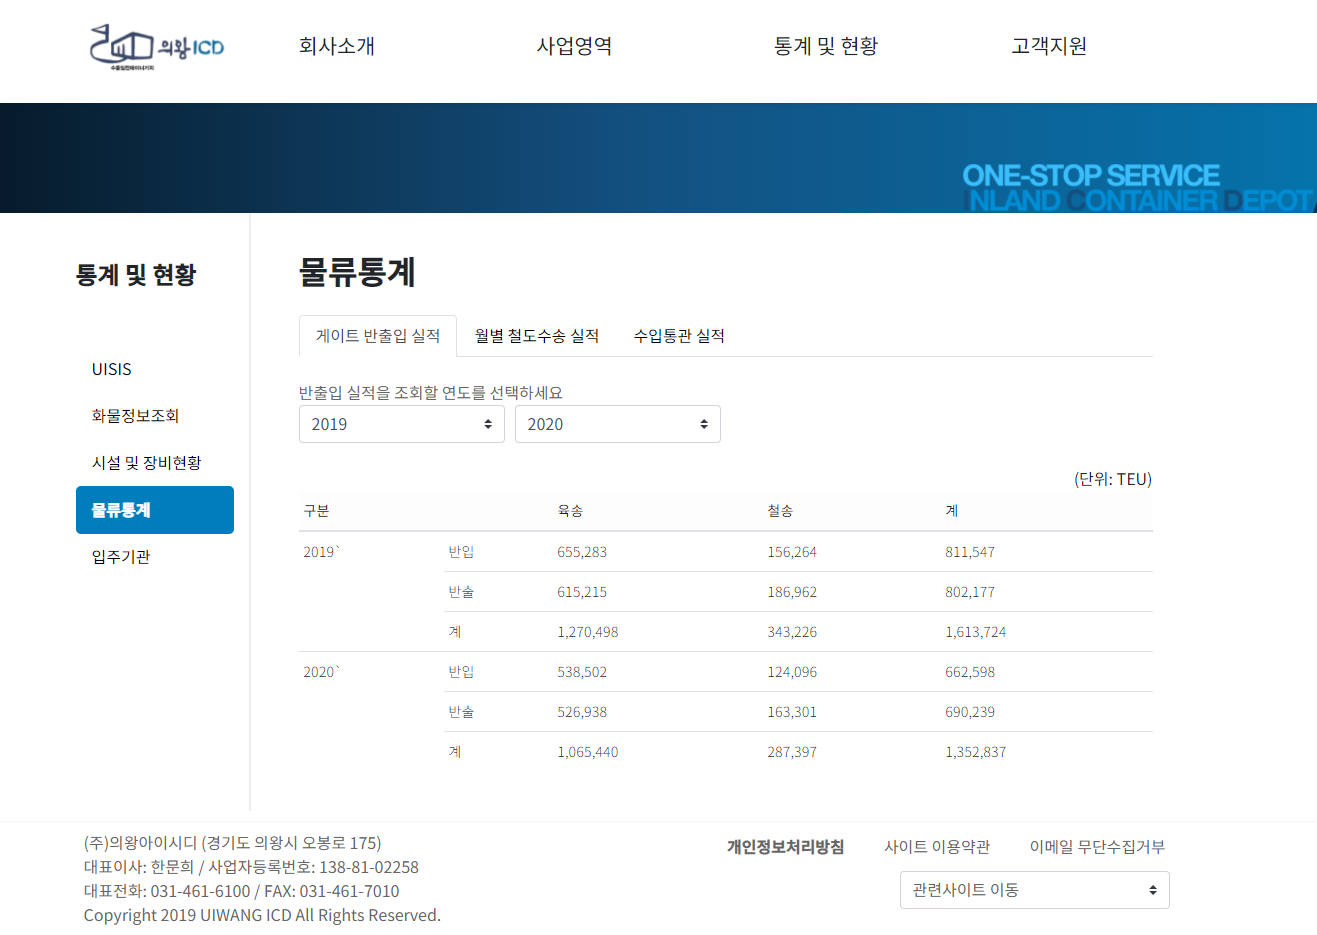 의왕ICD
수출입컨테이너기지
회사소개
사업영역
통계 및 현황
고객지원
ONE-STOP SERVICE
INLAND CONTAINER DEPOT
통계 및 현황
UISIS
화물정보조회
시설 및 장비현황
물류통계
입주기관
물류통계
게이트 반출입 실적 월별 철도수송 실적 수입통관 실적
반출입 실적을 조회할 연도를 선택하세요
2019 2020
(단위: TEU)
구분 육송 철송 계
2019` 반입 655,283 156,264 811,547
반출 615,215 186,962 802,177
계 1,270,498 343,226 1,613,724
2020` 반입 538,502 124,096 662,598
반출 526,938 163,301 690,239
계 1,065,440 287,397 1,352,837
(주)의왕아이시디 (경기도 의왕시 오봉로 175)
대표이사: 한문희 / 사업자등록번호: 138-81-02258
대표전화: 031-461-6100 / FAX: 031-461-7010
Copyright 2019 UIWANG ICD All Rights Reserved.
개인정보처리방침 사이트 이용약관 이메일 무단수집거부
관련사이트 이동